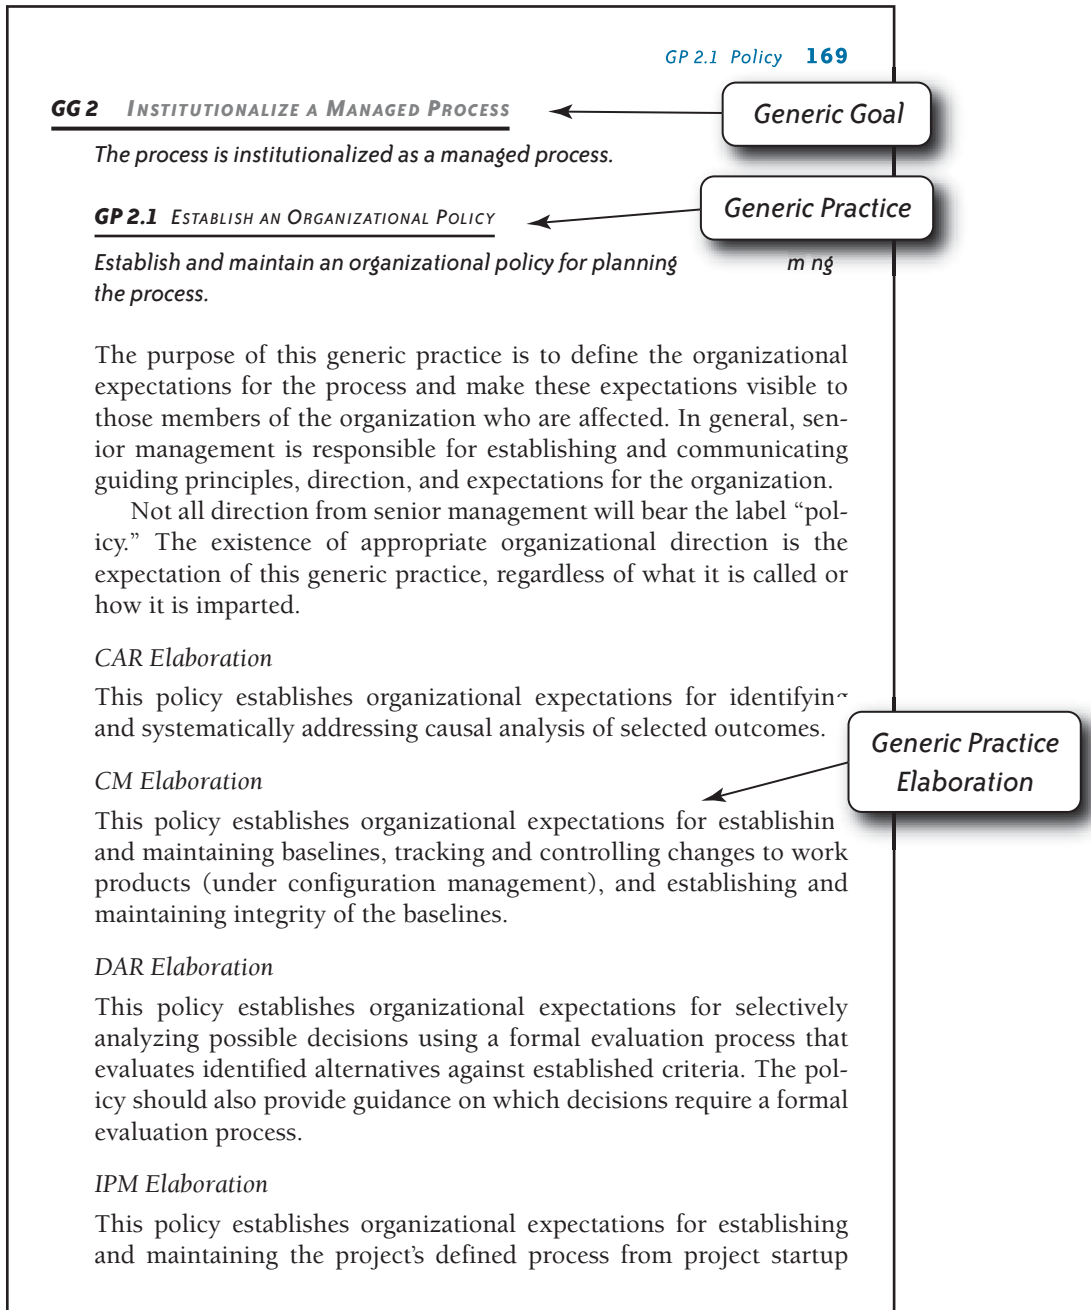 GP 2.1 Policy 169
GG 2 INSTITUTIONALIZE A MANAGED PROCESS
Generic Goal
The process is institutionalized as a managed process.
GP 2.1 ESTABLISH AN ORGANIZATIONAL POLICY
Generic Practice
Establish and maintain an organizational policy for planning
the process.
The purpose of this generic practice is to define the organizational
expectations for the process and make these expectations visible to
those members of the organization who are affected. In general, sen-
ior management is responsible for establishing and communicating
guiding principles, direction, and expectations for the organization.
Not all direction from senior management will bear the label “pol-
icy.” The existence of appropriate organizational direction is the
expectation of this generic practice, regardless of what it is called or
how it is imparted.
CAR Elaboration
This policy establishes organizational expectations for identifying
and systematically addressing causal analysis of selected outcomes.
Generic Practice
Elaboration
CM Elaboration
This policy establishes organizational expectations for establishin
and maintaining baselines, tracking and controlling changes to work
products (under configuration management), and establishing and
maintaining integrity of the baselines.
DAR Elaboration
This policy establishes organizational expectations for selectively
analyzing possible decisions using a formal evaluation process that
evaluates identified alternatives against established criteria. The pol-
icy should also provide guidance on which decisions require a formal
evaluation process.
IPM Elaboration
This policy establishes organizational expectations for establishing
and maintaining the project’s defined process from project startup